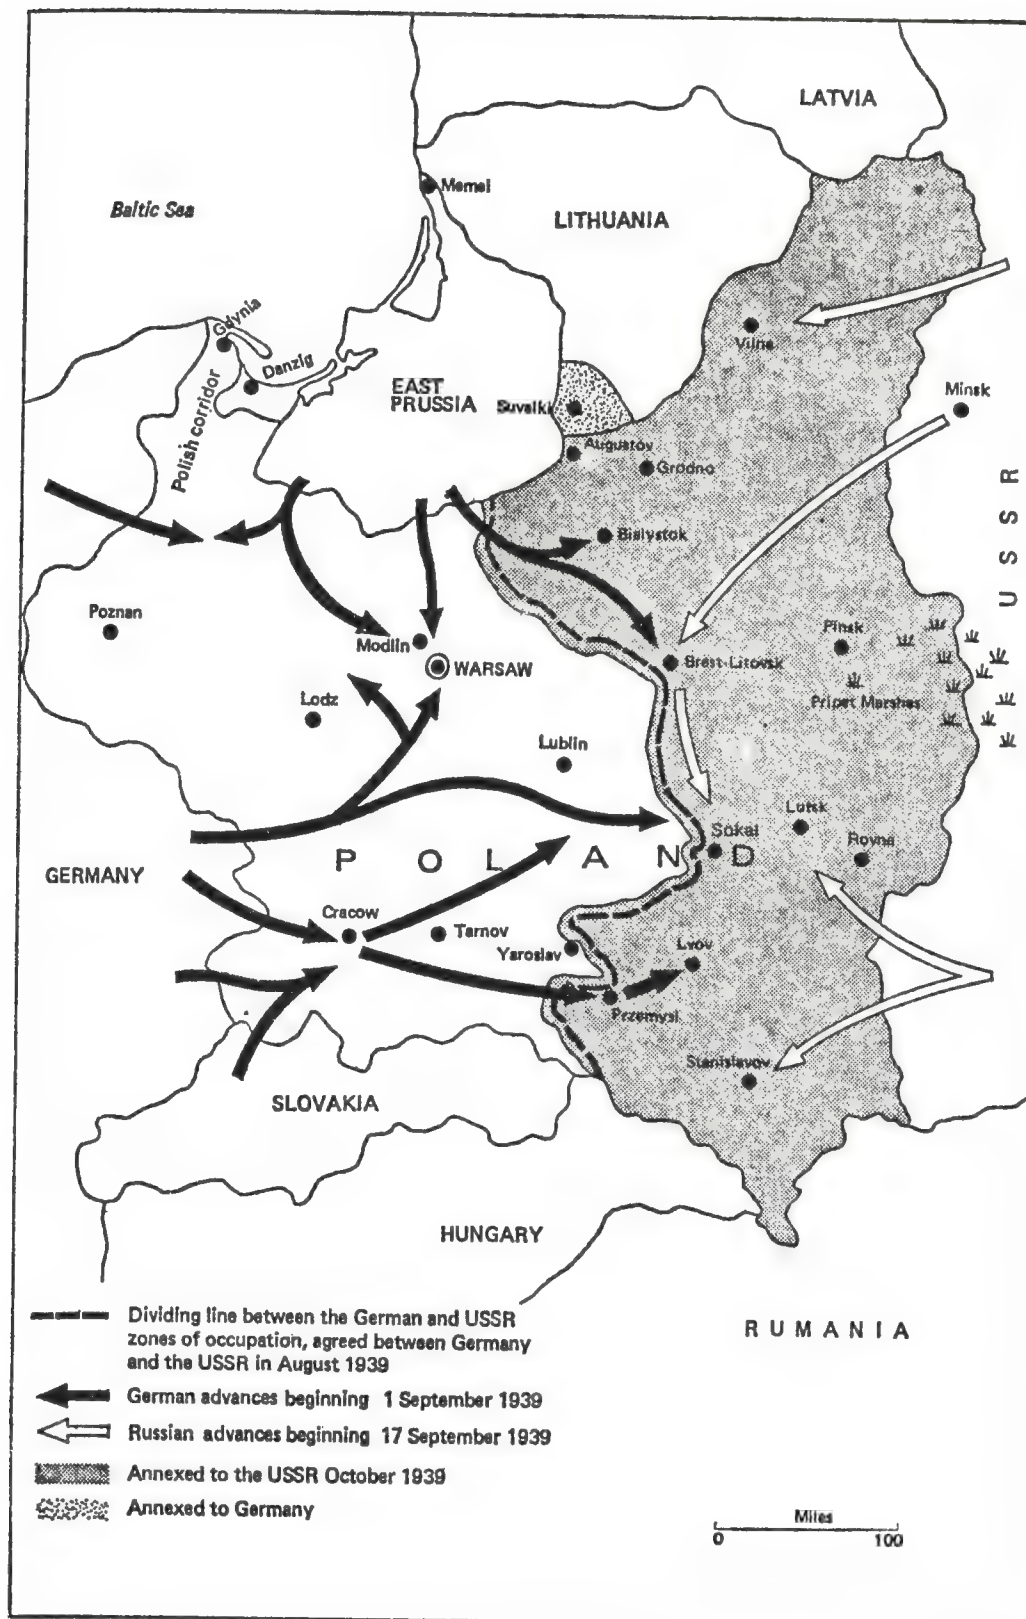 LATVIA
Memel
Baltic Sea
LITHUANIA
Gdynia
Vilna
Danzig
EAST
PRUSSIA
Minsk
Suvalki
Polish corridor
Augustov
Grodno
USSR
Bialystok
Poznan
Pinsk
Modlin
WARSAW
Brest-Litovsk
Pripet Marshes
Lodz
Lublin
Lutsk
Sokal
Rovno
POLAND
GERMANY
Cracow
Tarnov
Yaroslav
Lvov
Przemysl
Stanislavov
SLOVAKIA
HUNGARY
RUMANIA
Dividing line between the German and USSR
zones of occupation, agreed between Germany
and the USSR in August 1939
German advances beginning 1 September 1939
Russian advances beginning 17 September 1939
Annexed to the USSR October 1939
Annexed to Germany
Miles
0 100